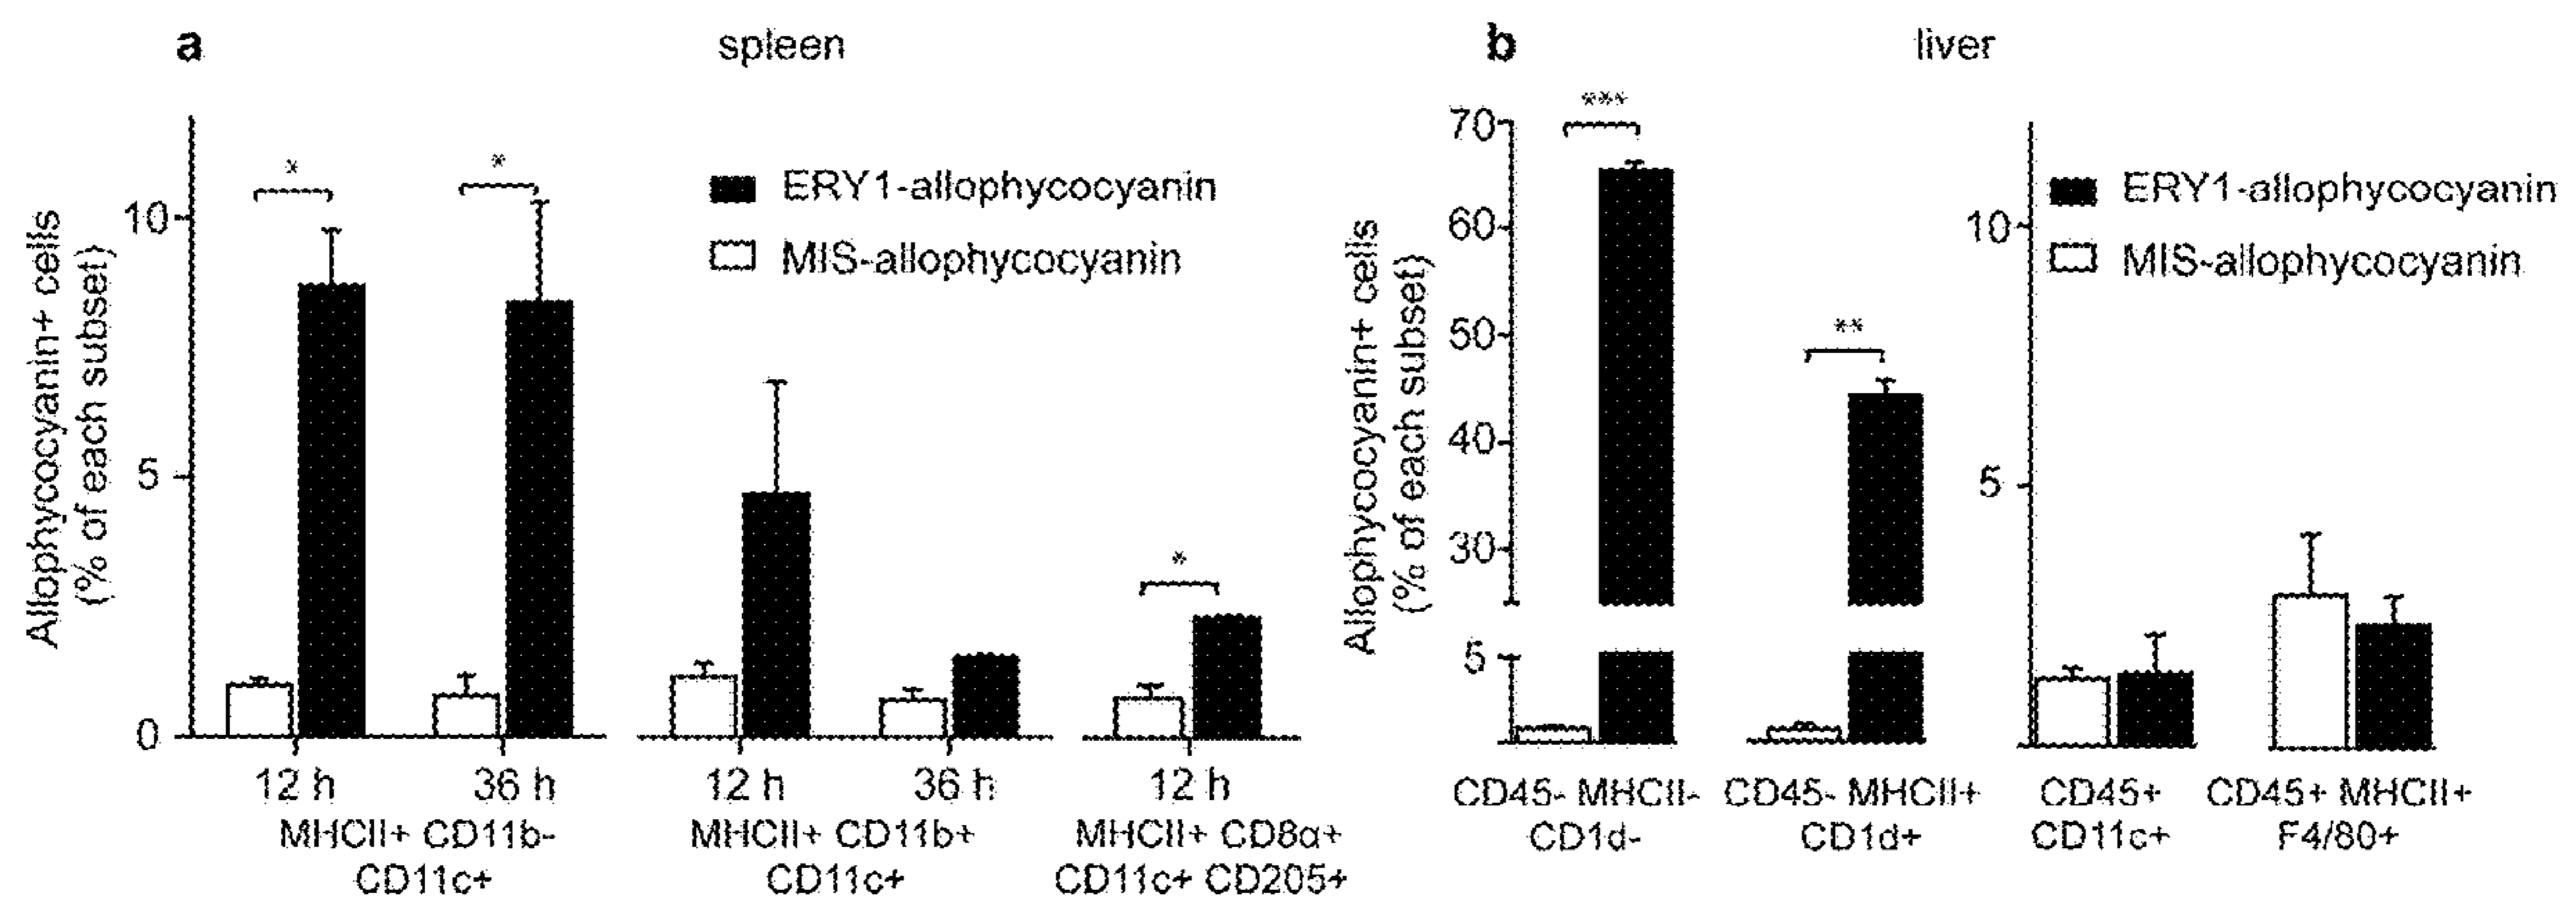 a
spleen
Allophycocyanin+ cells
(% of each subset)
10
5
0
*
*
*
ERY1-allophycocyanin
MIS-allophycocyanin
12 h
36 h
12 h
36 h
12 h
MHCII+ CD11b-
CD11c+
MHCII+ CD11b+
CD11c+
MHCII+ CD8α+
CD11c+ CD205+
b
liver
Allophycocyanin+ cells
(% of each subset)
70
60
50
40
30
5
***
**
10
5
ERY1-allophycocyanin
MIS-allophycocyanin
CD45- MHCII-
CD1d-
CD45- MHCII+
CD1d+
CD45+
CD11c+
CD45+ MHCII+
F4/80+